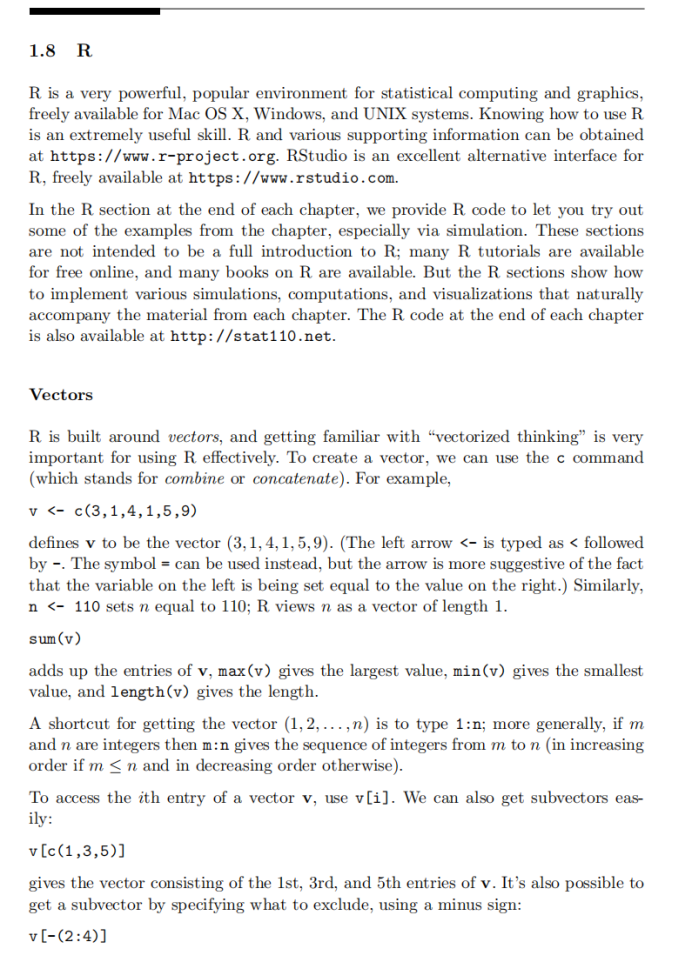 1.8 R
R is a very powerful, popular environment for statistical computing and graphics,
freely available for Mac OS X, Windows, and UNIX systems. Knowing how to use R
is an extremely useful skill. R and various supporting information can be obtained
at https://www.r-project.org. RStudio is an excellent alternative interface for
R, freely available at https://www.rstudio.com.
In the R section at the end of each chapter, we provide R code to let you try out
some of the examples from the chapter, especially via simulation. These sections
are not intended to be a full introduction to R; many R tutorials are available
for free online, and many books on R are available. But the R sections show how
to implement various simulations, computations, and visualizations that naturally
accompany the material from each chapter. The R code at the end of each chapter
is also available at http://stat110.net.
Vectors
R is built around vectors, and getting familiar with “vectorized thinking” is very
important for using R effectively. To create a vector, we can use the c command
(which stands for combine or concatenate). For example,
v <- c(3,1,4,1,5,9)
defines v to be the vector (3, 1, 4, 1, 5, 9). (The left arrow <- is typed as < followed
by -. The symbol = can be used instead, but the arrow is more suggestive of the fact
that the variable on the left is being set equal to the value on the right.) Similarly,
n <- 110 sets n equal to 110; R views n as a vector of length 1.
sum(v)
adds up the entries of v, max(v) gives the largest value, min(v) gives the smallest
value, and length(v) gives the length.
A shortcut for getting the vector (1, 2, . . . , n) is to type 1:n; more generally, if m
and n are integers then m:n gives the sequence of integers from m to n (in increasing
order if m ≤ n and in decreasing order otherwise).
To access the ith entry of a vector v, use v[i]. We can also get subvectors eas-
ily:
v[c(1,3,5)]
gives the vector consisting of the 1st, 3rd, and 5th entries of v. It’s also possible to
get a subvector by specifying what to exclude, using a minus sign:
v[-(2:4)]